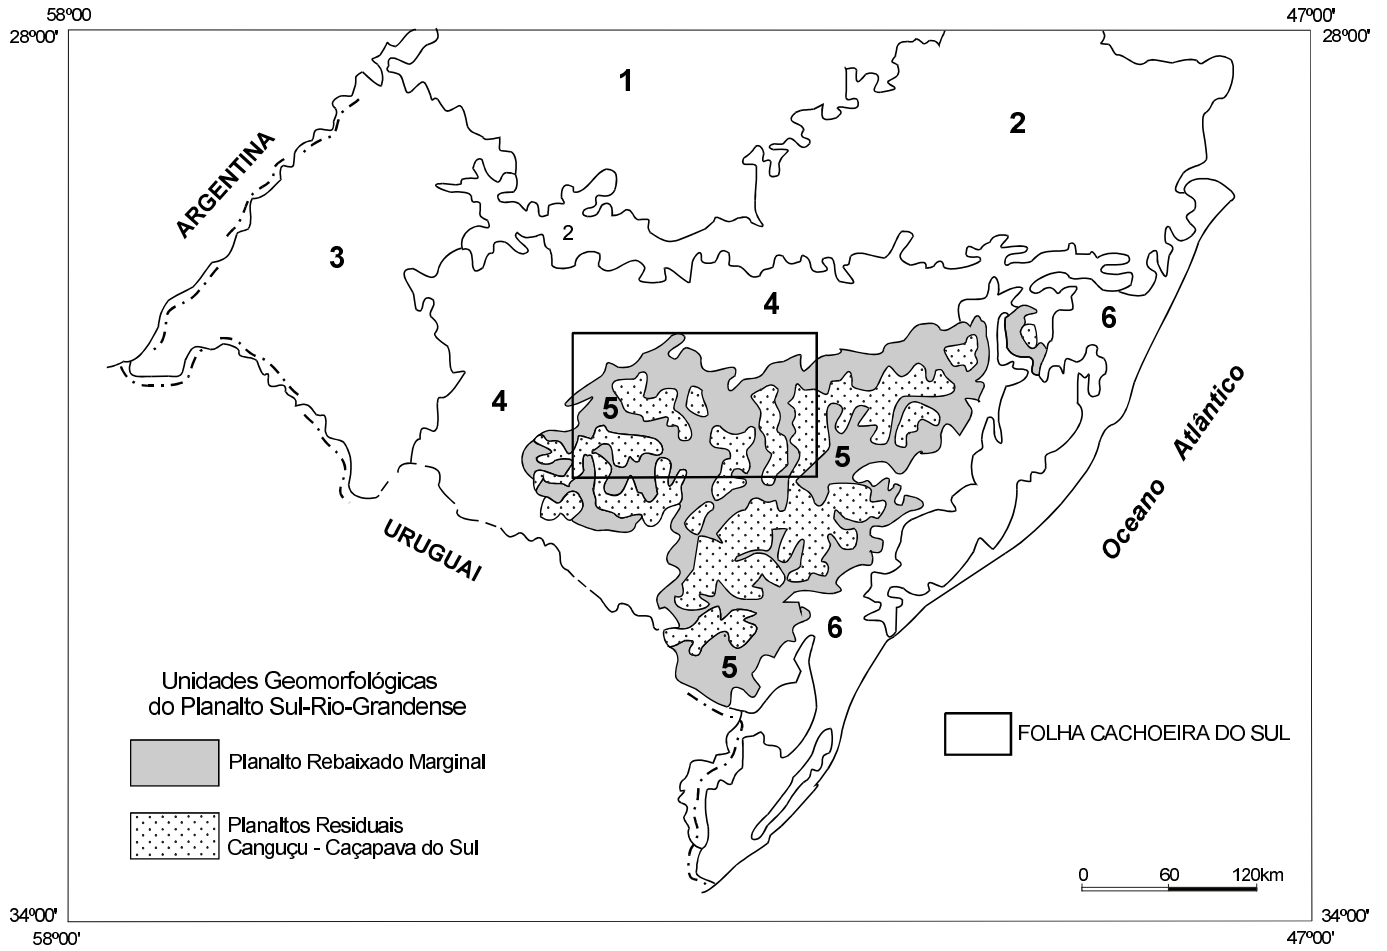 58º00
47º00'
28º00'
28º00'
1
2
ARGENTINA
2
3
4
6
4
5
5
Oceano Atlântico
URUGUAI
6
5
Unidades Geomorfológicas
do Planalto Sul-Rio-Grandense
Planalto Rebaixado Marginal
Planaltos Residuais
Canguçu - Caçapava do Sul
FOLHA CACHOEIRA DO SUL
0 60 120km
34º00'
34º00'
58º00'
47º00'